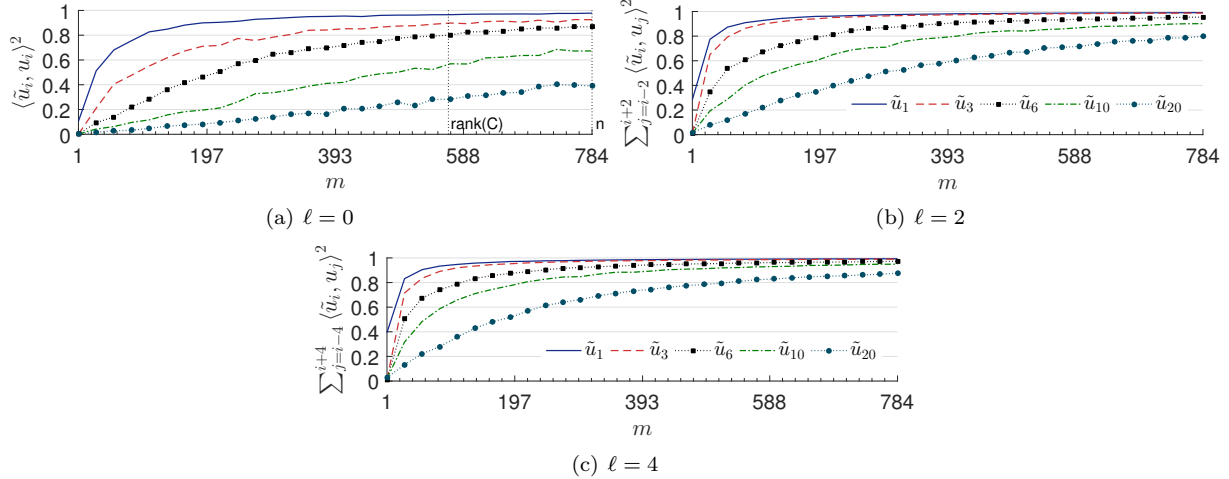 ⟨ũ_i, u_i⟩²
1
0.8
0.6
0.4
0.2
0
1 197 393 588 784
rank(C)
n
m
(a) ℓ = 0
∑_{j=i-2}^{i+2} ⟨ũ_i, u_j⟩²
1
0.8
0.6
0.4
0.2
0
ũ_1 ũ_3 ũ_6 ũ_10 ũ_20
1 197 393 588 784
m
(b) ℓ = 2
∑_{j=i-4}^{i+4} ⟨ũ_i, u_j⟩²
1
0.8
0.6
0.4
0.2
0
ũ_1 ũ_3 ũ_6 ũ_10 ũ_20
1 197 393 588 784
m
(c) ℓ = 4